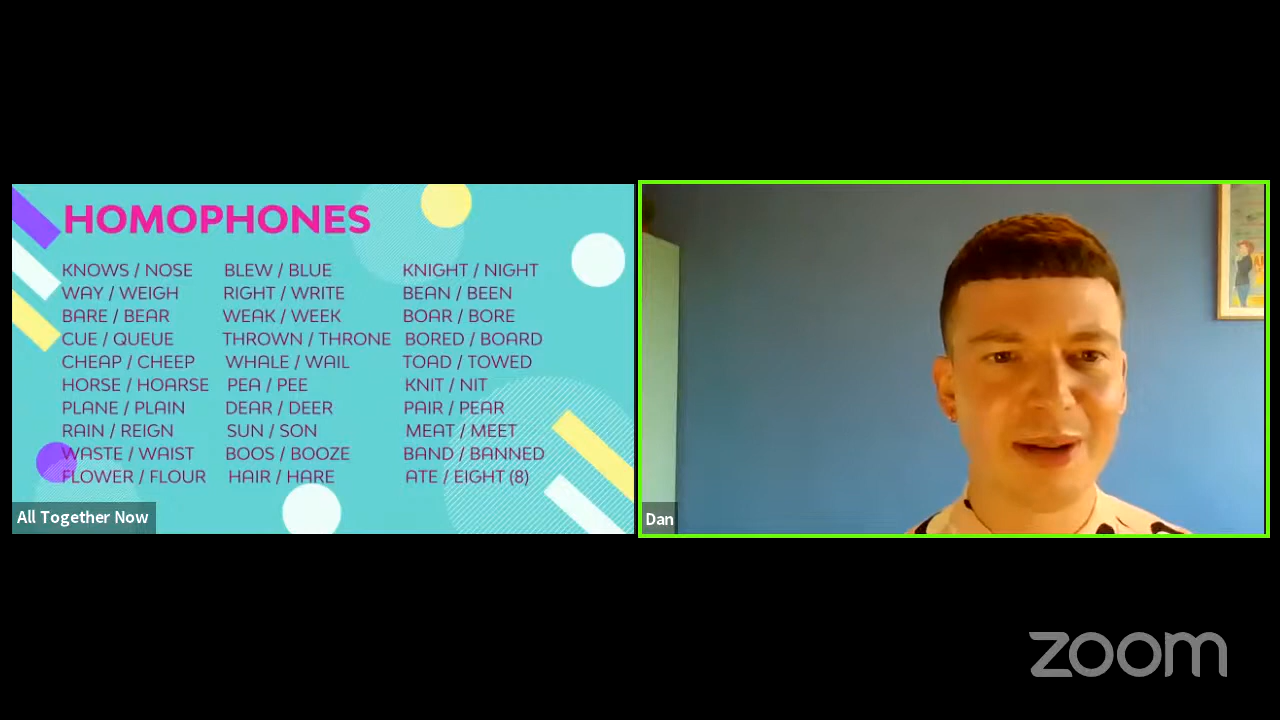 HOMOPHONES
KNOWS / NOSE BLEW / BLUE KNIGHT / NIGHT
WAY / WEIGH RIGHT / WRITE BEAN / BEEN
BARE / BEAR WEAK / WEEK BOAR / BORE
CUE / QUEUE THROWN / THRONE BORED / BOARD
CHEAP / CHEEP WHALE / WAIL TOAD / TOWED
HORSE / HOARSE PEA / PEE KNIT / NIT
PLANE / PLAIN DEAR / DEER PAIR / PEAR
RAIN / REIGN SUN / SON MEAT / MEET
WASTE / WAIST BOOS / BOOZE BAND / BANNED
FLOWER / FLOUR HAIR / HARE ATE / EIGHT (8)
All Together Now
Dan
zoom